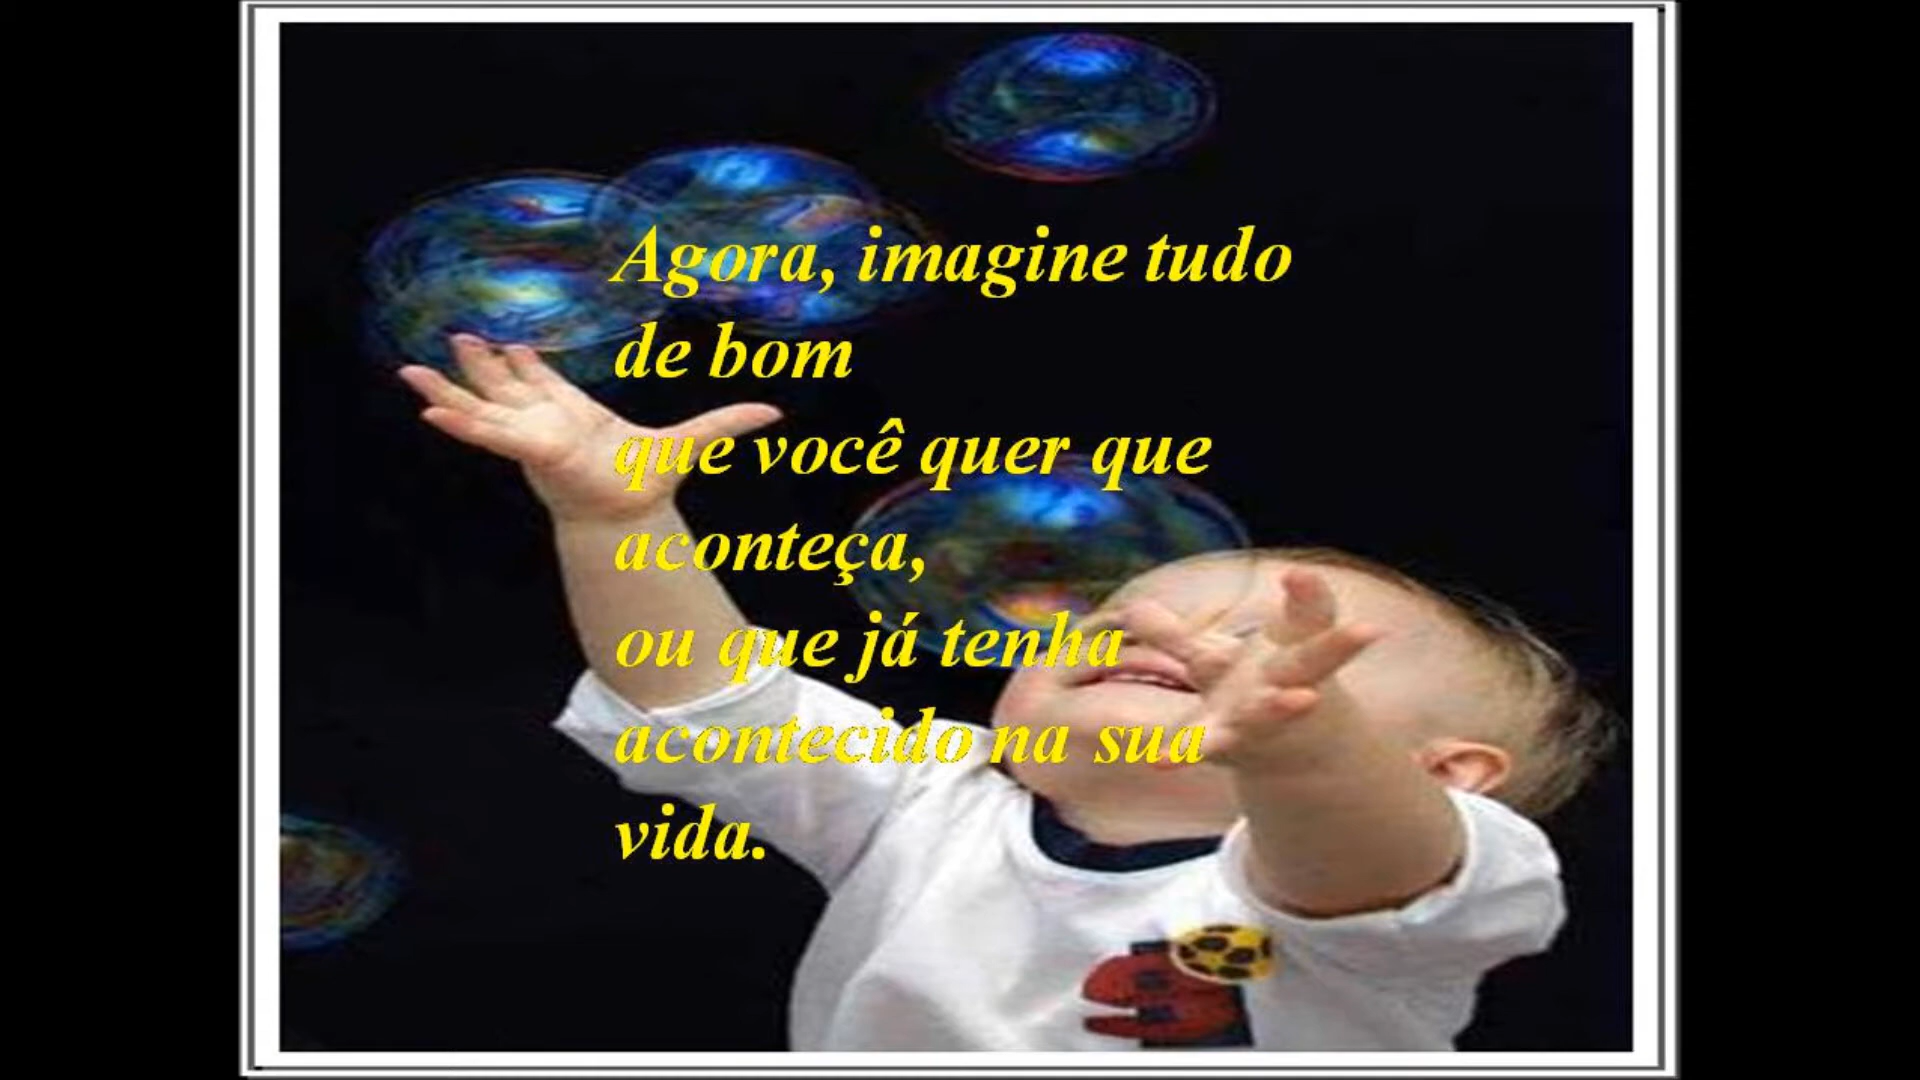 Agora, imagine tudo
de bom
que você quer que
aconteça,
ou que já tenha
acontecido na sua
vida.